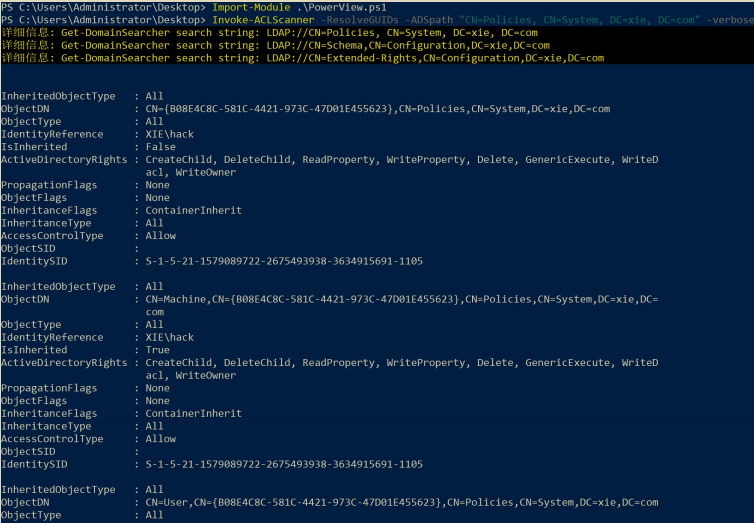 PS C:\Users\Administrator\Desktop> Import-Module .\PowerView.ps1
PS C:\Users\Administrator\Desktop> Invoke-ACLScanner -ResolveGUIDs -ADSpath "CN=Policies, CN=System, DC=xie, DC=com" -verbose
详细信息: Get-DomainSearcher search string: LDAP://CN=Policies, CN=System, DC=xie, DC=com
详细信息: Get-DomainSearcher search string: LDAP://CN=Schema,CN=Configuration,DC=xie,DC=com
详细信息: Get-DomainSearcher search string: LDAP://CN=Extended-Rights,CN=Configuration,DC=xie,DC=com
InheritedObjectType   : All
ObjectDN              : CN={B08E4C8C-581C-4421-973C-47D01E455623},CN=Policies,CN=System,DC=xie,DC=com
ObjectType            : All
IdentityReference     : XIE\hack
IsInherited           : False
ActiveDirectoryRights : CreateChild, DeleteChild, ReadProperty, WriteProperty, Delete, GenericExecute, WriteD
                        acl, WriteOwner
PropagationFlags      : None
ObjectFlags           : None
InheritanceFlags      : ContainerInherit
InheritanceType       : All
AccessControlType     : Allow
ObjectSID             :
IdentitySID           : S-1-5-21-1579089722-2675493938-3634915691-1105
InheritedObjectType   : All
ObjectDN              : CN=Machine,CN={B08E4C8C-581C-4421-973C-47D01E455623},CN=Policies,CN=System,DC=xie,DC=
                        com
ObjectType            : All
IdentityReference     : XIE\hack
IsInherited           : True
ActiveDirectoryRights : CreateChild, DeleteChild, ReadProperty, WriteProperty, Delete, GenericExecute, WriteD
                        acl, WriteOwner
PropagationFlags      : None
ObjectFlags           : None
InheritanceFlags      : ContainerInherit
InheritanceType       : All
AccessControlType     : Allow
ObjectSID             :
IdentitySID           : S-1-5-21-1579089722-2675493938-3634915691-1105
InheritedObjectType   : All
ObjectDN              : CN=User,CN={B08E4C8C-581C-4421-973C-47D01E455623},CN=Policies,CN=System,DC=xie,DC=com
ObjectType            : All